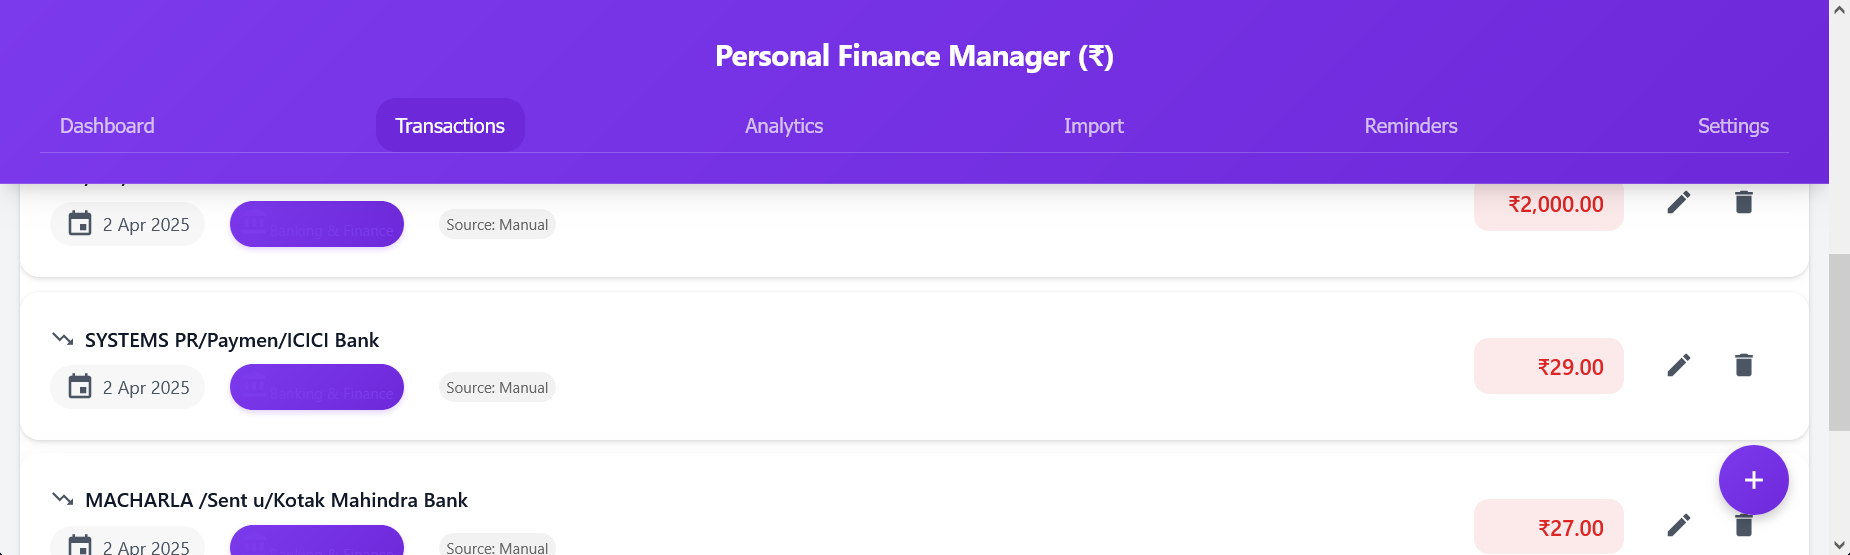 Personal Finance Manager (₹)
Dashboard Transactions Analytics Import Reminders Settings
2 Apr 2025 Banking & Finance Source: Manual ₹2,000.00
SYSTEMS PR/Paymen/ICICI Bank
2 Apr 2025 Banking & Finance Source: Manual ₹29.00
MACHARLA /Sent u/Kotak Mahindra Bank
2 Apr 2025 Banking & Finance Source: Manual ₹27.00